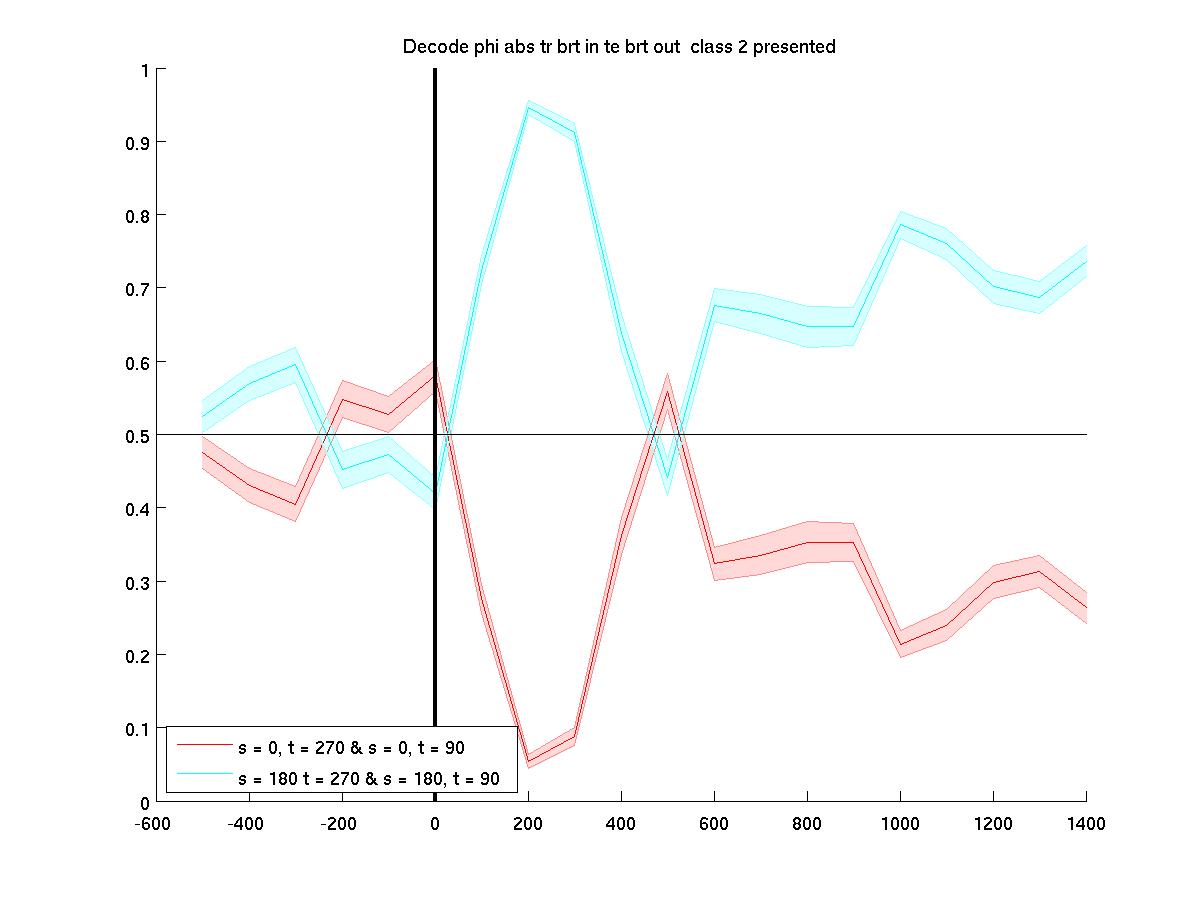 Decode phi abs tr brt in te brt out  class 2 presented
1
0.9
0.8
0.7
0.6
0.5
0.4
0.3
0.2
0.1
0
s = 0, t = 270 & s = 0, t = 90
s = 180 t = 270 & s = 180, t = 90
-600 -400 -200 0 200 400 600 800 1000 1200 1400